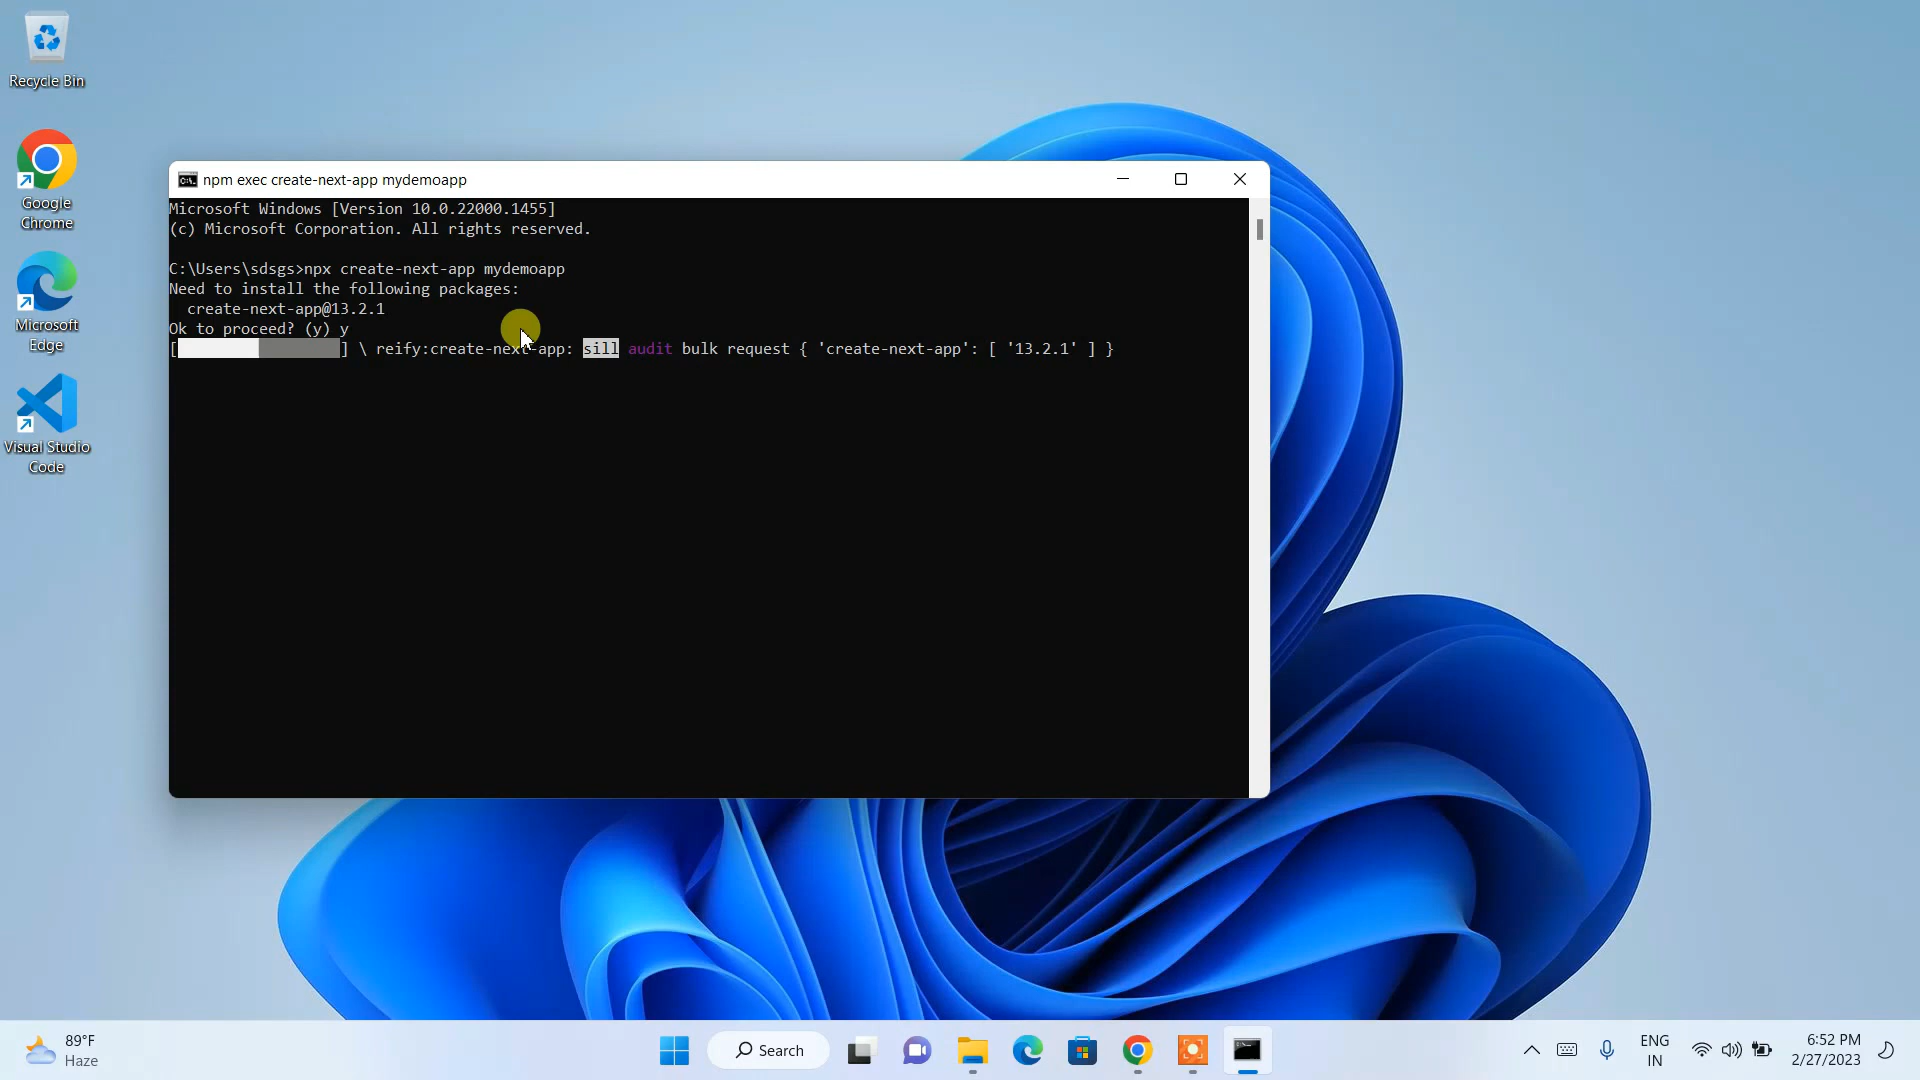 Recycle Bin
Google
Chrome
Microsoft
Edge
Visual Studio
Code
npm exec create-next-app mydemoapp
Microsoft Windows [Version 10.0.22000.1455]
(c) Microsoft Corporation. All rights reserved.
C:\Users\sdsgs>npx create-next-app mydemoapp
Need to install the following packages:
create-next-app@13.2.1
Ok to proceed? (y) y
[ ] \ reify:create-next-app: sill audit bulk request { 'create-next-app': [ '13.2.1' ] }
89°F
Haze
Search
ENG
IN
6:52 PM
2/27/2023